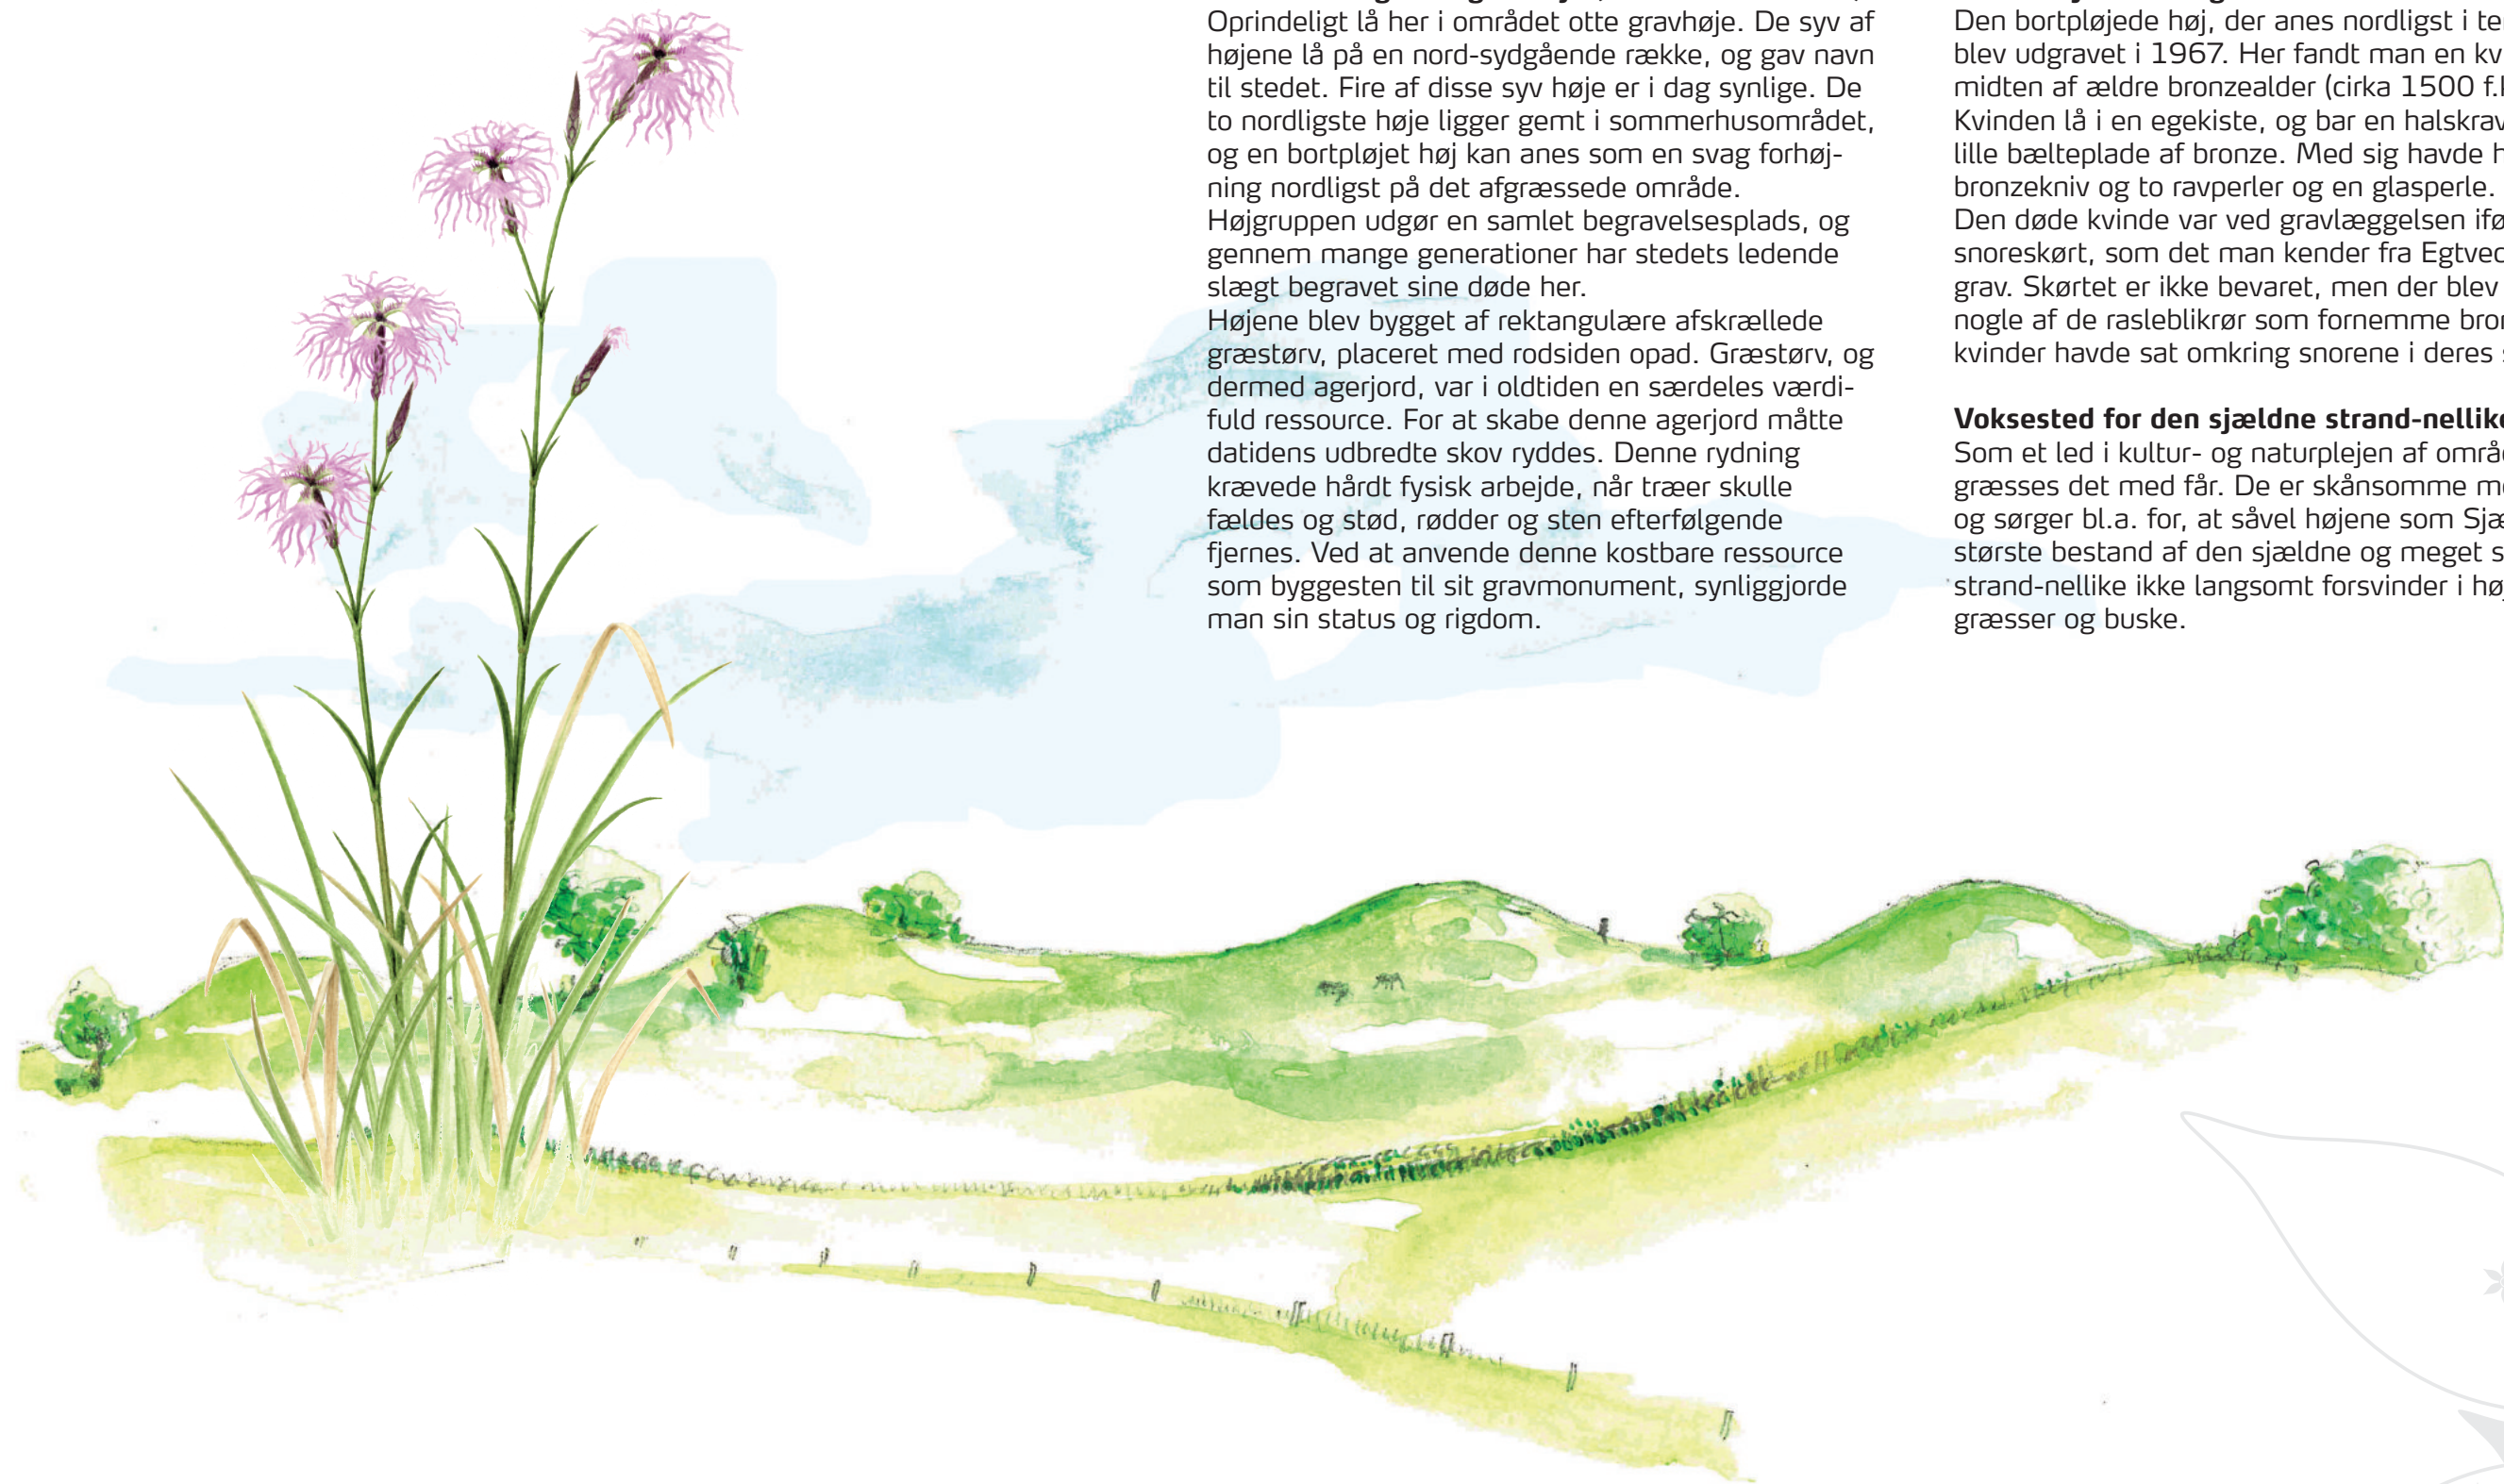 Oprindeligt lå her i området otte gravhøje. De syv af
højene lå på en nord-sydgående række, og gav navn
til stedet. Fire af disse syv høje er i dag synlige. De
to nordligste høje ligger gemt i sommerhusområdet,
og en bortpløjet høj kan anes som en svag forhøj-
ning nordligst på det afgræssede område.
Højgruppen udgør en samlet begravelsesplads, og
gennem mange generationer har stedets ledende
slægt begravet sine døde her.
Højene blev bygget af rektangulære afskrællede
græstørv, placeret med rodsiden opad. Græstørv, og
dermed agerjord, var i oldtiden en særdeles værdi-
fuld ressource. For at skabe denne agerjord måtte
datidens udbredte skov ryddes. Denne rydning
krævede hårdt fysisk arbejde, når træer skulle
fældes og stød, rødder og sten efterfølgende
fjernes. Ved at anvende denne kostbare ressource
som byggesten til sit gravmonument, synliggjorde
man sin status og rigdom.
Den bortpløjede høj, der anes nordligst i
blev udgravet i 1967. Her fandt man en
midten af ældre bronzealder (cirka 1500
Kvinden lå i en egekiste, og bar en
lille bælteplade af bronze. Med sig havde
bronzekniv og to ravperler og en glasperle.
Den døde kvinde var ved gravlæggelsen
snoreskørt, som det man kender fra
grav. Skørtet er ikke bevaret, men der blev
nogle af de rasleblikrør som fornemme
kvinder havde sat omkring snorene i deres
Voksested for den sjældne strand-nellike
Som et led i kultur- og naturplejen af
græsses det med får. De er skånsomme
og sørger bl.a. for, at såvel højene som
største bestand af den sjældne og meget
strand-nellike ikke langsomt forsvinder i
græsser og buske.